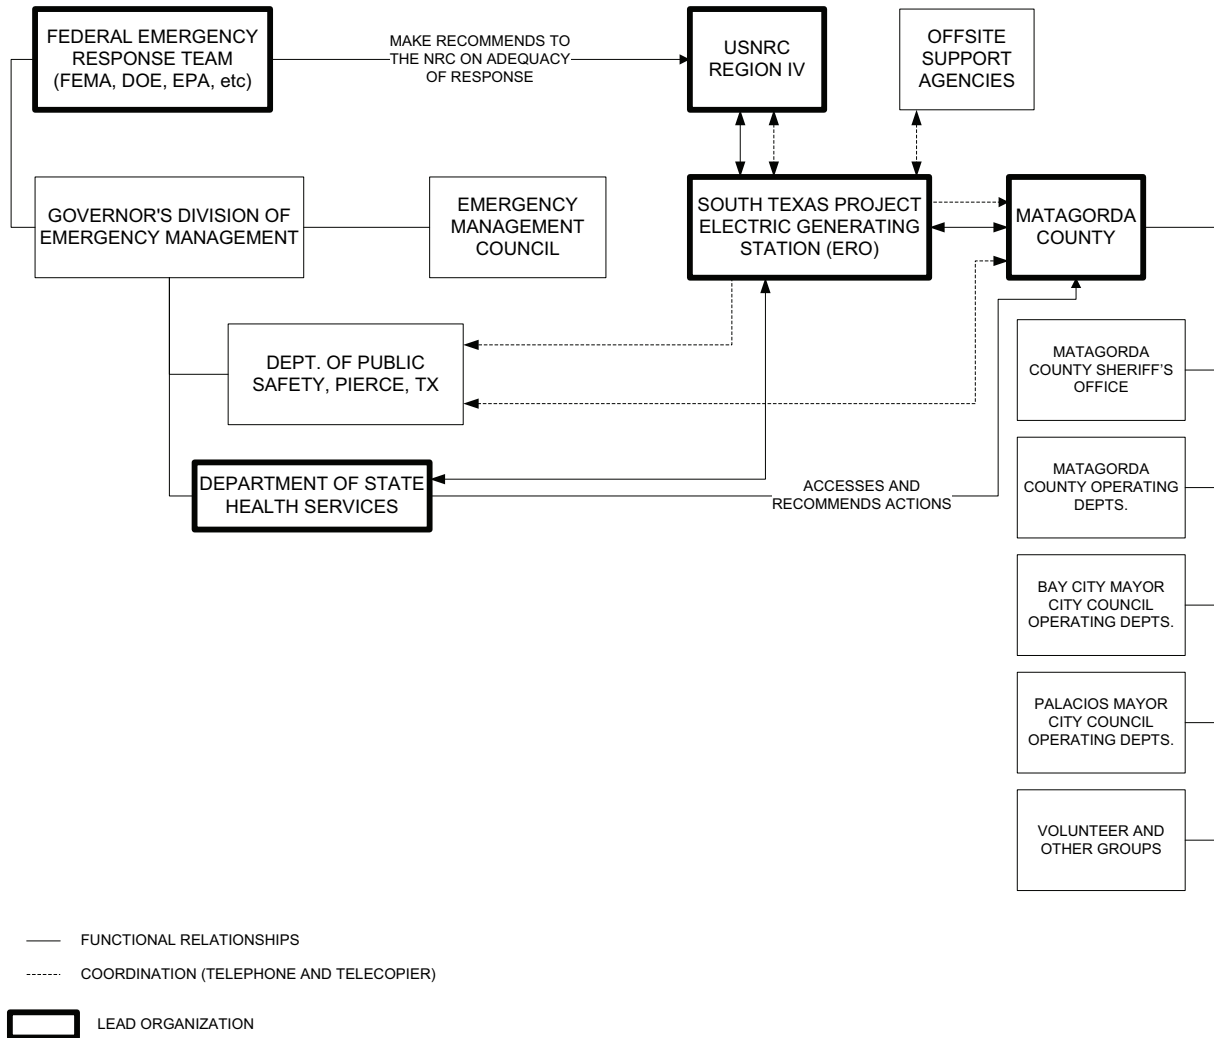 FEDERAL EMERGENCY
RESPONSE TEAM
(FEMA, DOE, EPA, etc)
MAKE RECOMMENDS TO
THE NRC ON ADEQUACY
OF RESPONSE
USNRC
REGION IV
OFFSITE
SUPPORT
AGENCIES
GOVERNOR'S DIVISION OF
EMERGENCY MANAGEMENT
EMERGENCY
MANAGEMENT
COUNCIL
SOUTH TEXAS PROJECT
ELECTRIC GENERATING
STATION (ERO)
MATAGORDA
COUNTY
DEPT. OF PUBLIC
SAFETY, PIERCE, TX
MATAGORDA
COUNTY SHERIFF'S
OFFICE
DEPARTMENT OF STATE
HEALTH SERVICES
ACCESSES AND
RECOMMENDS ACTIONS
MATAGORDA
COUNTY OPERATING
DEPTS.
BAY CITY MAYOR
CITY COUNCIL
OPERATING DEPTS.
PALACIOS MAYOR
CITY COUNCIL
OPERATING DEPTS.
VOLUNTEER AND
OTHER GROUPS
FUNCTIONAL RELATIONSHIPS
COORDINATION (TELEPHONE AND TELECOPIER)
LEAD ORGANIZATION